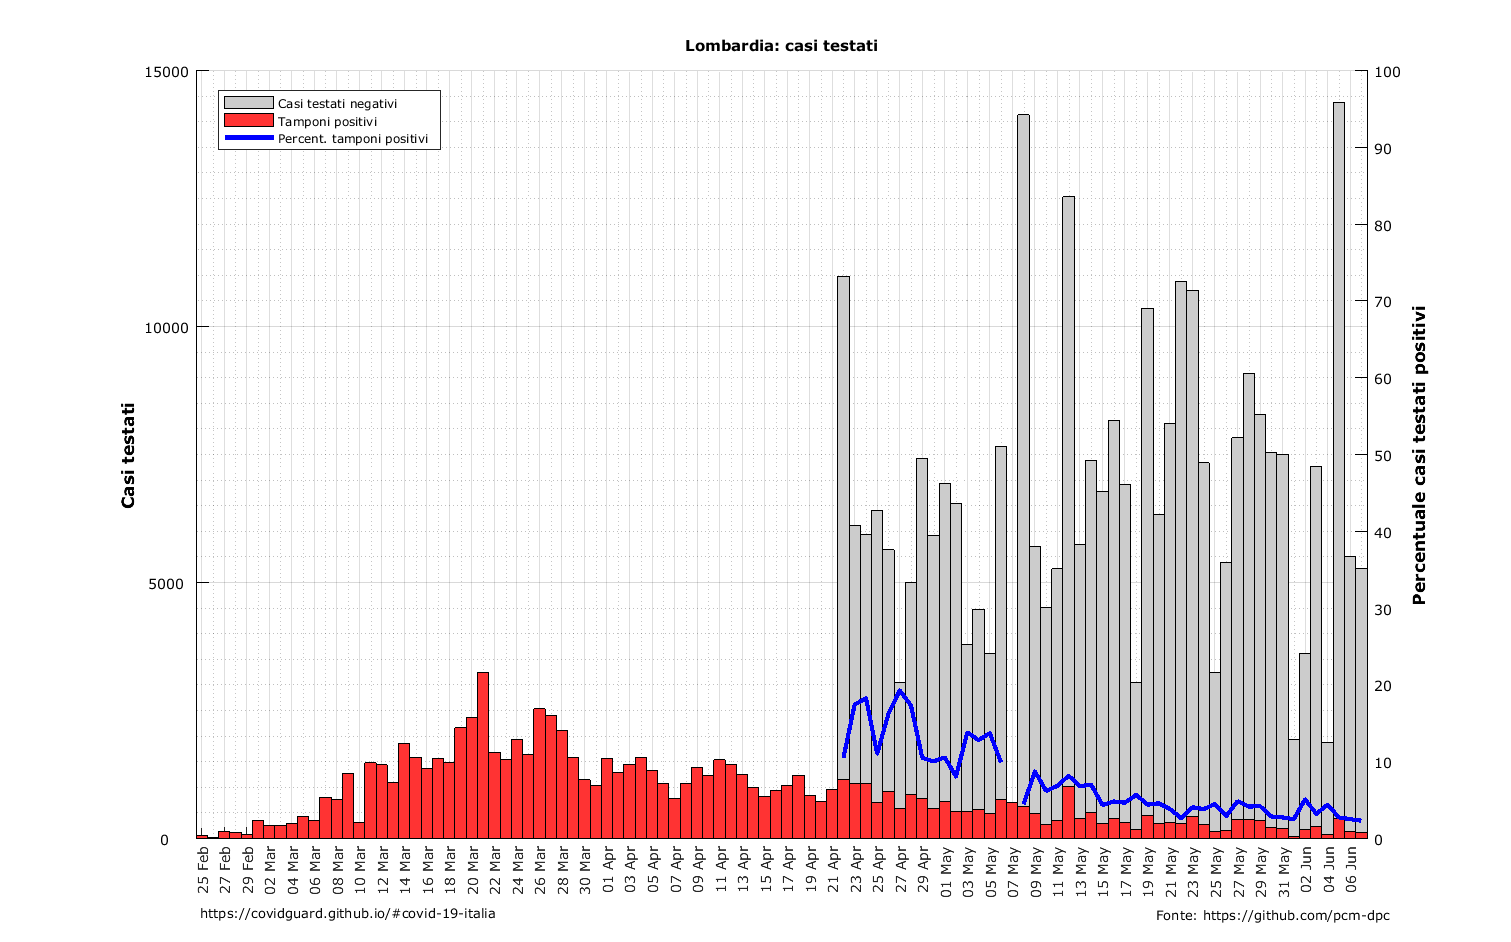 Lombardia: casi testati
Casi testati negativi
Tamponi positivi
Percent. tamponi positivi
15000
10000
5000
0
Casi testati
100
90
80
70
60
50
40
30
20
10
0
Percentuale casi testati positivi
25 Feb
27 Feb
29 Feb
02 Mar
04 Mar
06 Mar
08 Mar
10 Mar
12 Mar
14 Mar
16 Mar
18 Mar
20 Mar
22 Mar
24 Mar
26 Mar
28 Mar
30 Mar
01 Apr
03 Apr
05 Apr
07 Apr
09 Apr
11 Apr
13 Apr
15 Apr
17 Apr
19 Apr
21 Apr
23 Apr
25 Apr
27 Apr
29 Apr
01 May
03 May
05 May
07 May
09 May
11 May
13 May
15 May
17 May
19 May
21 May
23 May
25 May
27 May
29 May
31 May
02 Jun
04 Jun
06 Jun
https://covidguard.github.io/#covid-19-italia
Fonte: https://github.com/pcm-dpc